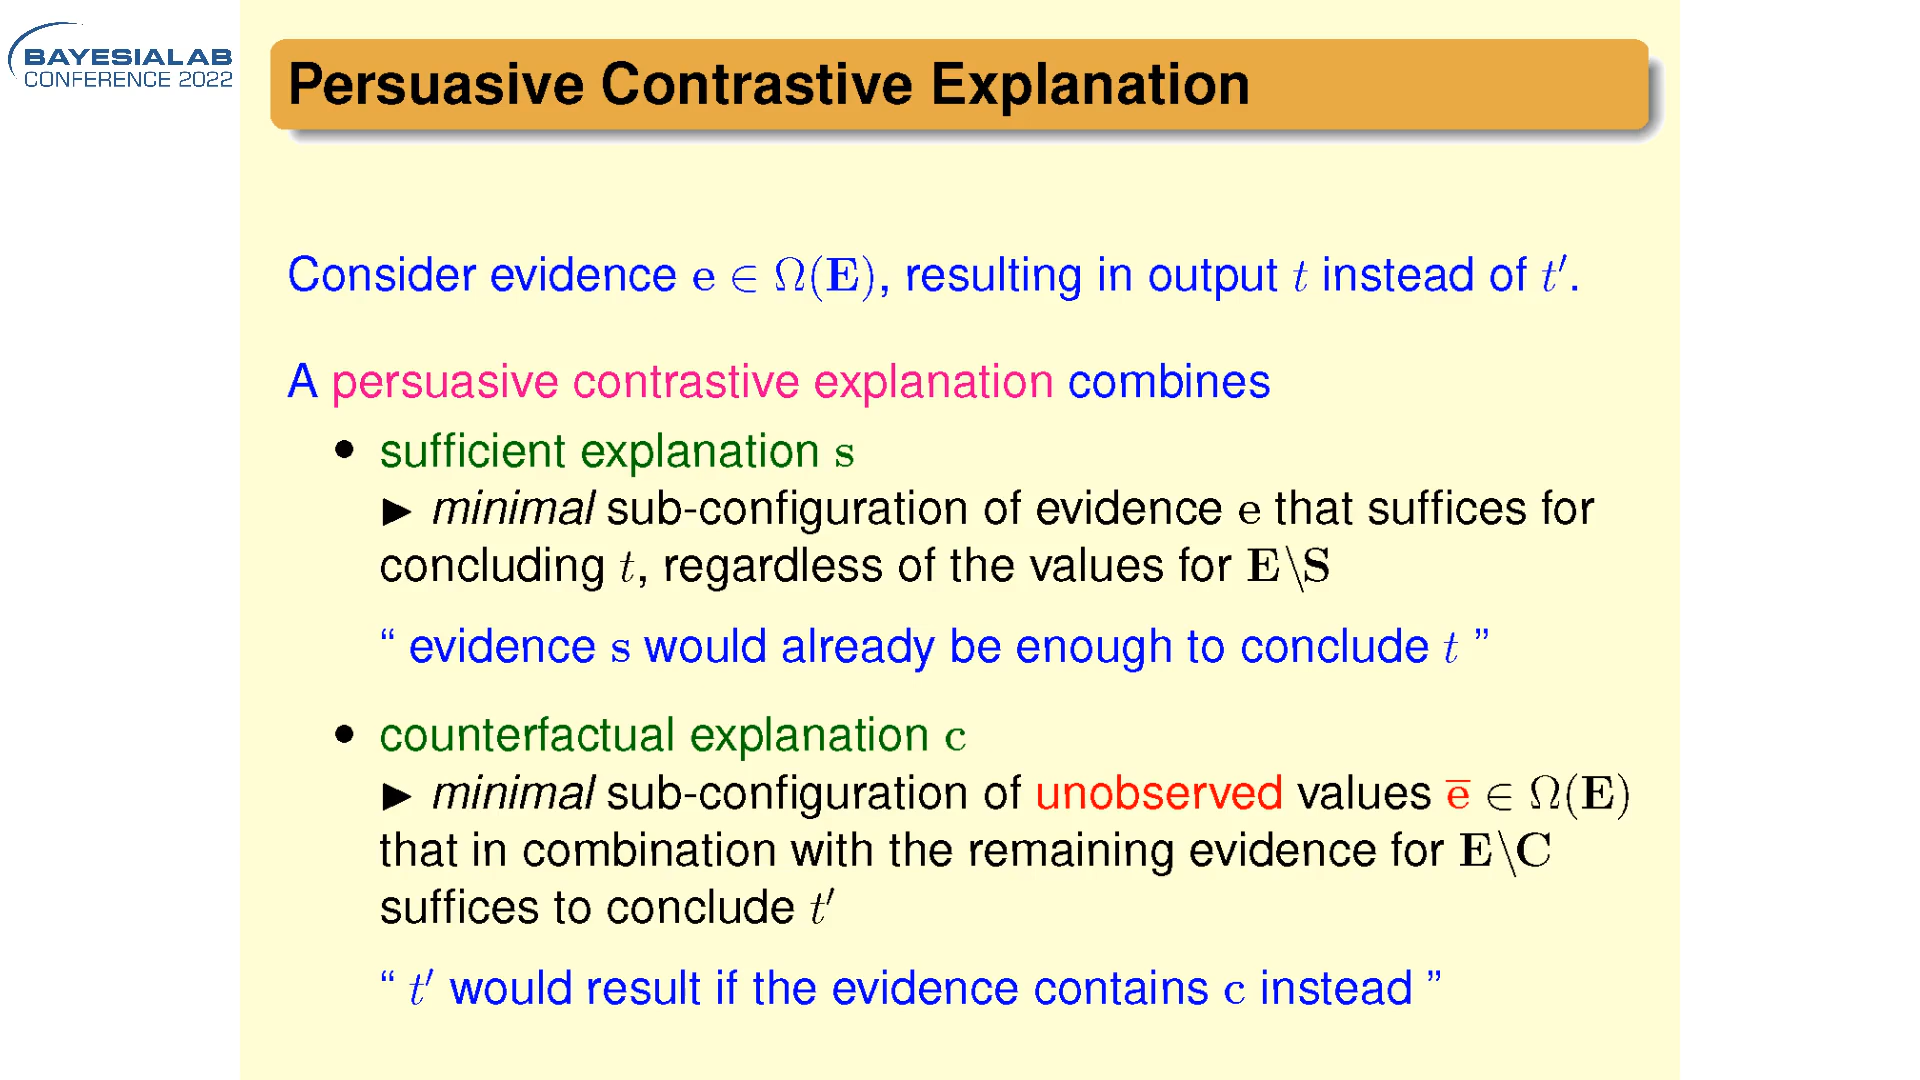 BAYESIALAB
CONFERENCE 2022
Persuasive Contrastive Explanation
Consider evidence e ∈ Ω(E), resulting in output t instead of t′.
A persuasive contrastive explanation combines
• sufficient explanation s
▶ minimal sub-configuration of evidence e that suffices for
concluding t, regardless of the values for E\S
“ evidence s would already be enough to conclude t ”
• counterfactual explanation c
▶ minimal sub-configuration of unobserved values e̅ ∈ Ω(E)
that in combination with the remaining evidence for E\C
suffices to conclude t′
“ t′ would result if the evidence contains c instead ”